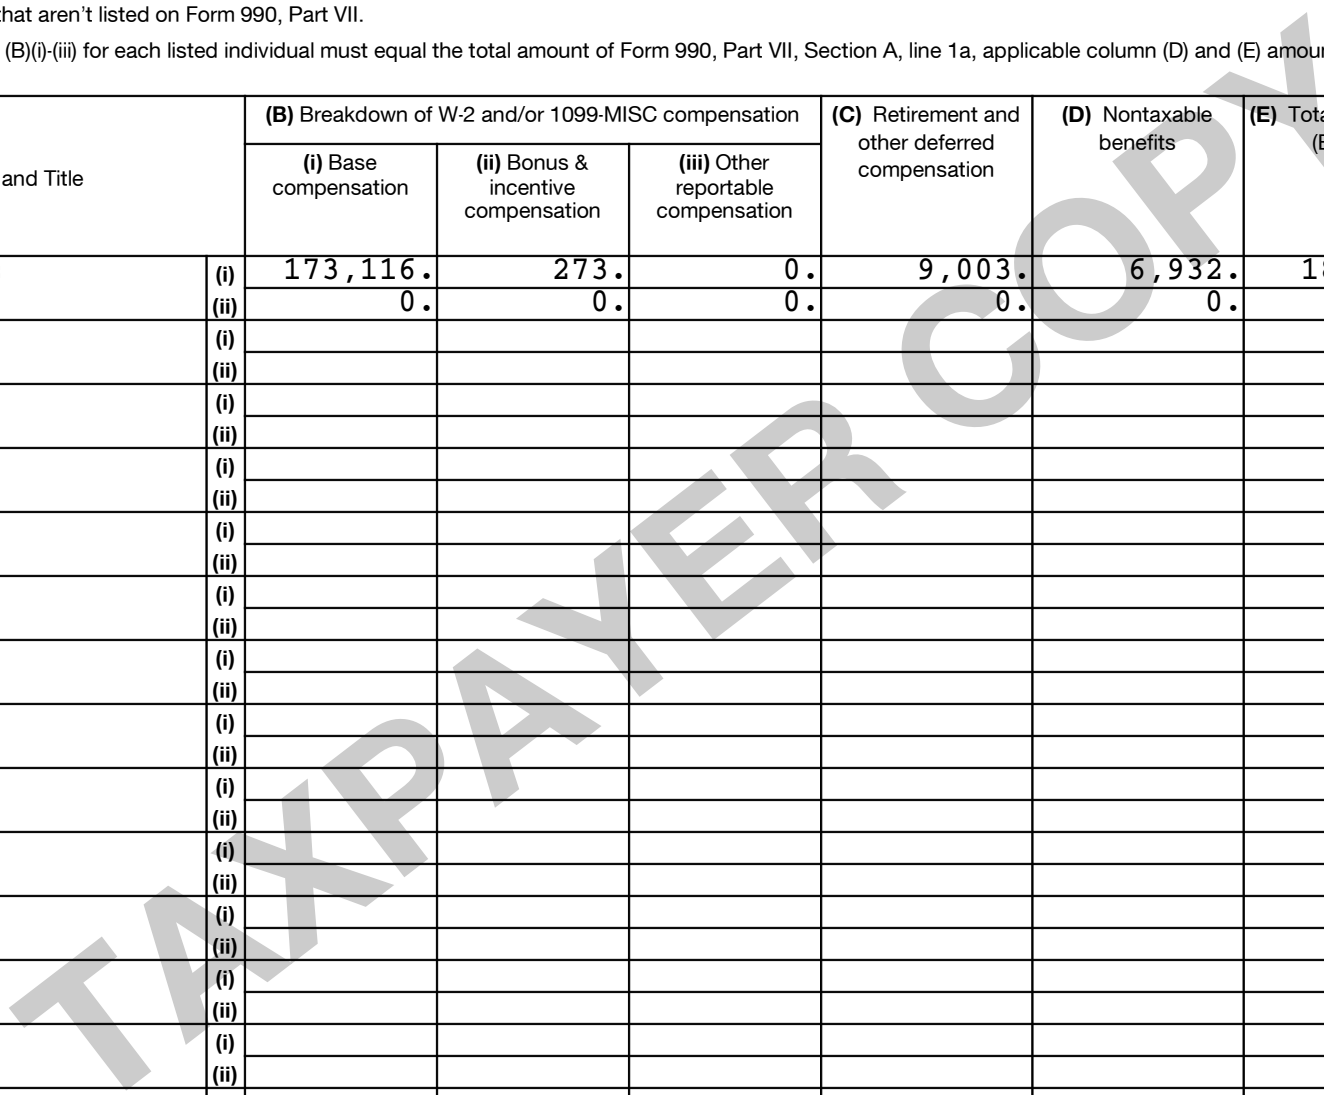 that aren't listed on Form 990, Part VII.
(B)(i)-(iii) for each listed individual must equal the total amount of Form 990, Part VII, Section A, line 1a, applicable column (D) and (E)
(B) Breakdown of W-2 and/or 1099-MISC compensation
(C) Retirement and
other deferred
compensation
(D) Nontaxable
benefits
(E)
and Title
(i) Base
compensation
(ii) Bonus &
incentive
compensation
(iii) Other
reportable
compensation
(i) 173,116. 273. 0. 9,003. 6,932.
(ii) 0. 0. 0. 0. 0.
(i)
(ii)
(i)
(ii)
(i)
(ii)
(i)
(ii)
(i)
(ii)
(i)
(ii)
(i)
(ii)
(i)
(ii)
(i)
(ii)
(i)
(ii)
(i)
(ii)
(i)
(ii)
TAXPAYER COPY